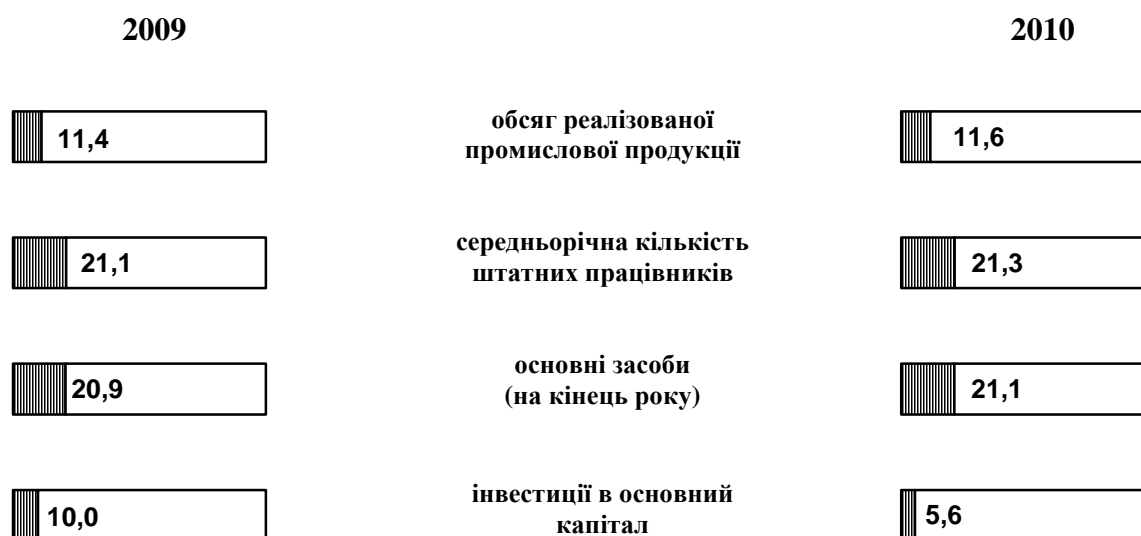 2009
2010
11,4
обсяг реалізованої
промислової продукції
11,6
21,1
середньорічна кількість
штатних працівників
21,3
20,9
основні засоби
(на кінець року)
21,1
10,0
інвестиції в основний
капітал
5,6